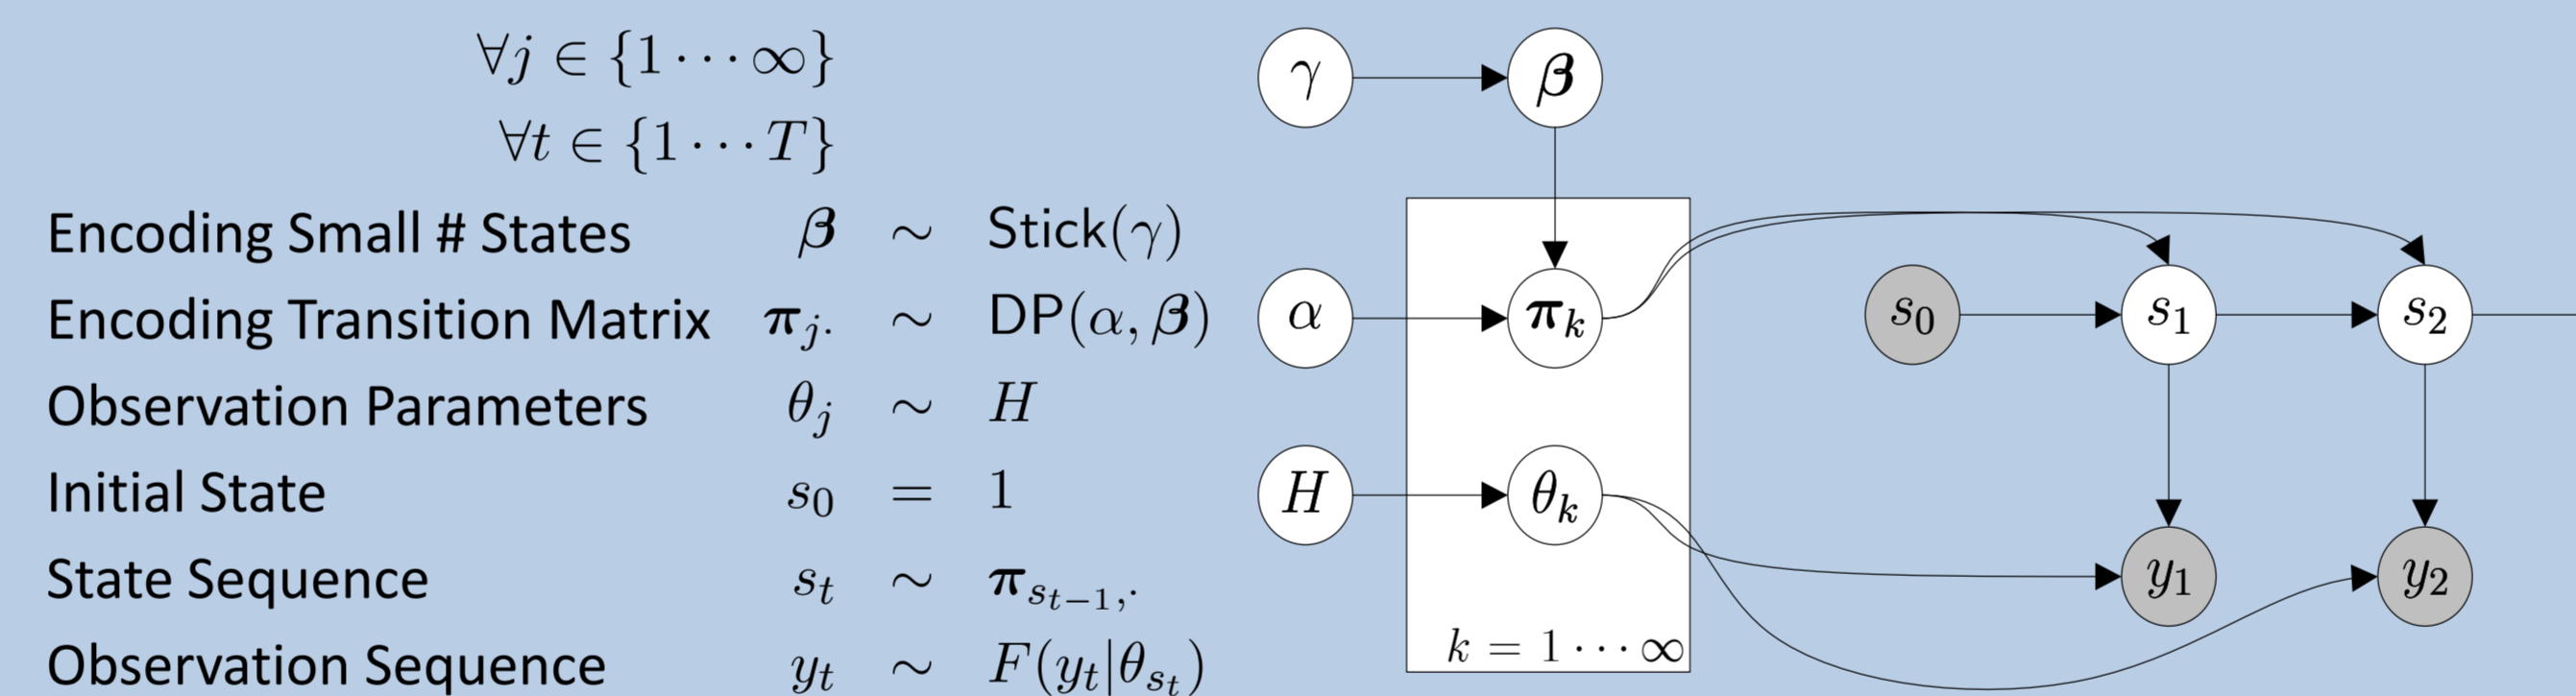 ∀j ∈ {1 ⋯ ∞}
∀t ∈ {1 ⋯ T}
Encoding Small # States β ~ Stick(γ)
Encoding Transition Matrix π_{j·} ~ DP(α, β)
Observation Parameters θ_j ~ H
Initial State s_0 = 1
State Sequence s_t ~ π_{s_{t−1},·}
Observation Sequence y_t ~ F(y_t|θ_{s_t})
γ β
α π_k s_0 s_1 s_2
H θ_k
y_1 y_2
k = 1 ⋯ ∞